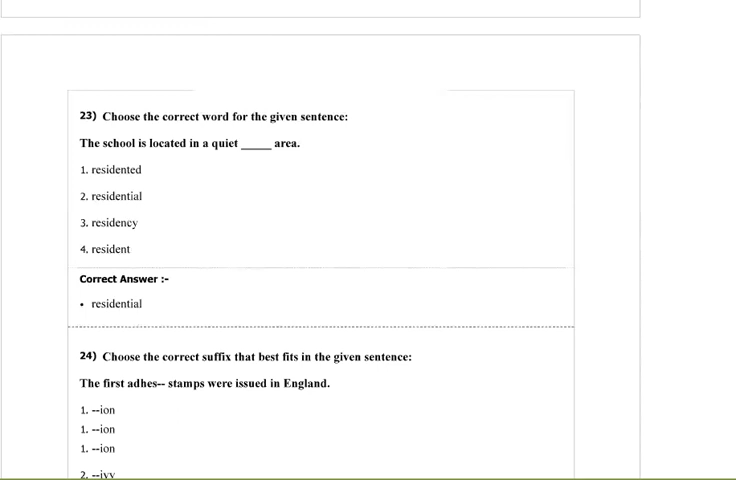 23) Choose the correct word for the given sentence:
The school is located in a quiet _____ area.
1. residented
2. residential
3. residency
4. resident
Correct Answer :-
• residential
24) Choose the correct suffix that best fits in the given sentence:
The first adhes-- stamps were issued in England.
1. --ion
1. --ion
1. --ion
2. --ivy